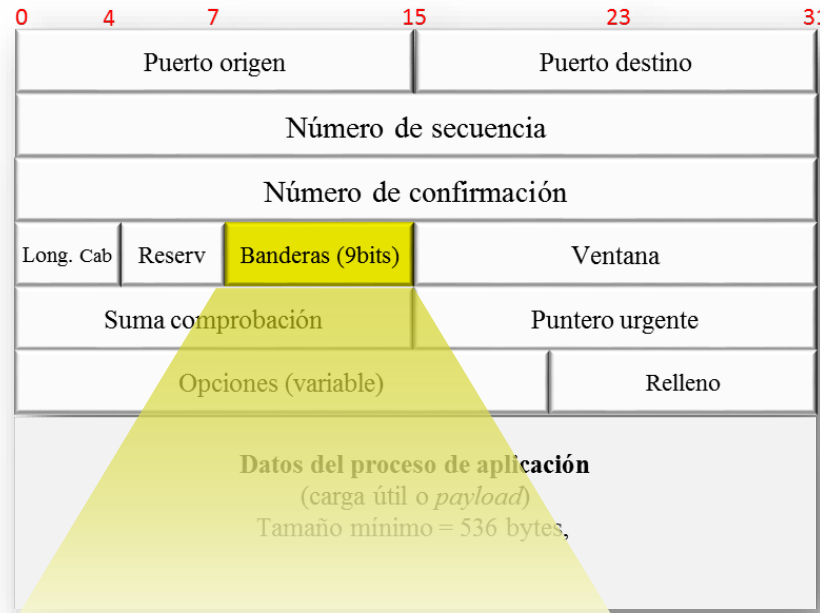 0 4 7 15 23 31
Puerto origen Puerto destino
Número de secuencia
Número de confirmación
Long. Cab Reserv Banderas (9bits) Ventana
Suma comprobación Puntero urgente
Opciones (variable) Relleno
Datos del proceso de aplicación
(carga útil o payload)
Tamaño mínimo = 536 bytes,